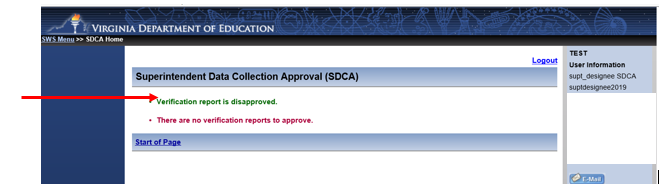 VIRGINIA DEPARTMENT OF EDUCATION
SWS Menu >> SDCA Home
Logout
Superintendent Data Collection Approval (SDCA)
Verification report is disapproved.
• There are no verification reports to approve.
Start of Page
TEST
User Information
supt_designee SDCA
suptdesignee2019
E-Mail